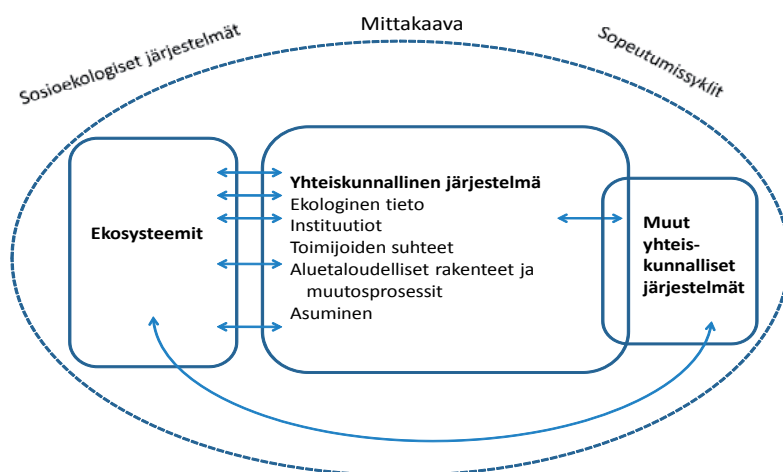 Mittakaava
Sosioekologiset järjestelmät
Sopeutumissyklit
Ekosysteemit
Yhteiskunnallinen järjestelmä
Ekologinen tieto
Instituutiot
Toimijoiden suhteet
Aluetaloudelliset rakenteet ja
muutosprosessit
Asuminen
Muut
yhteis-
kunnalliset
järjestelmät